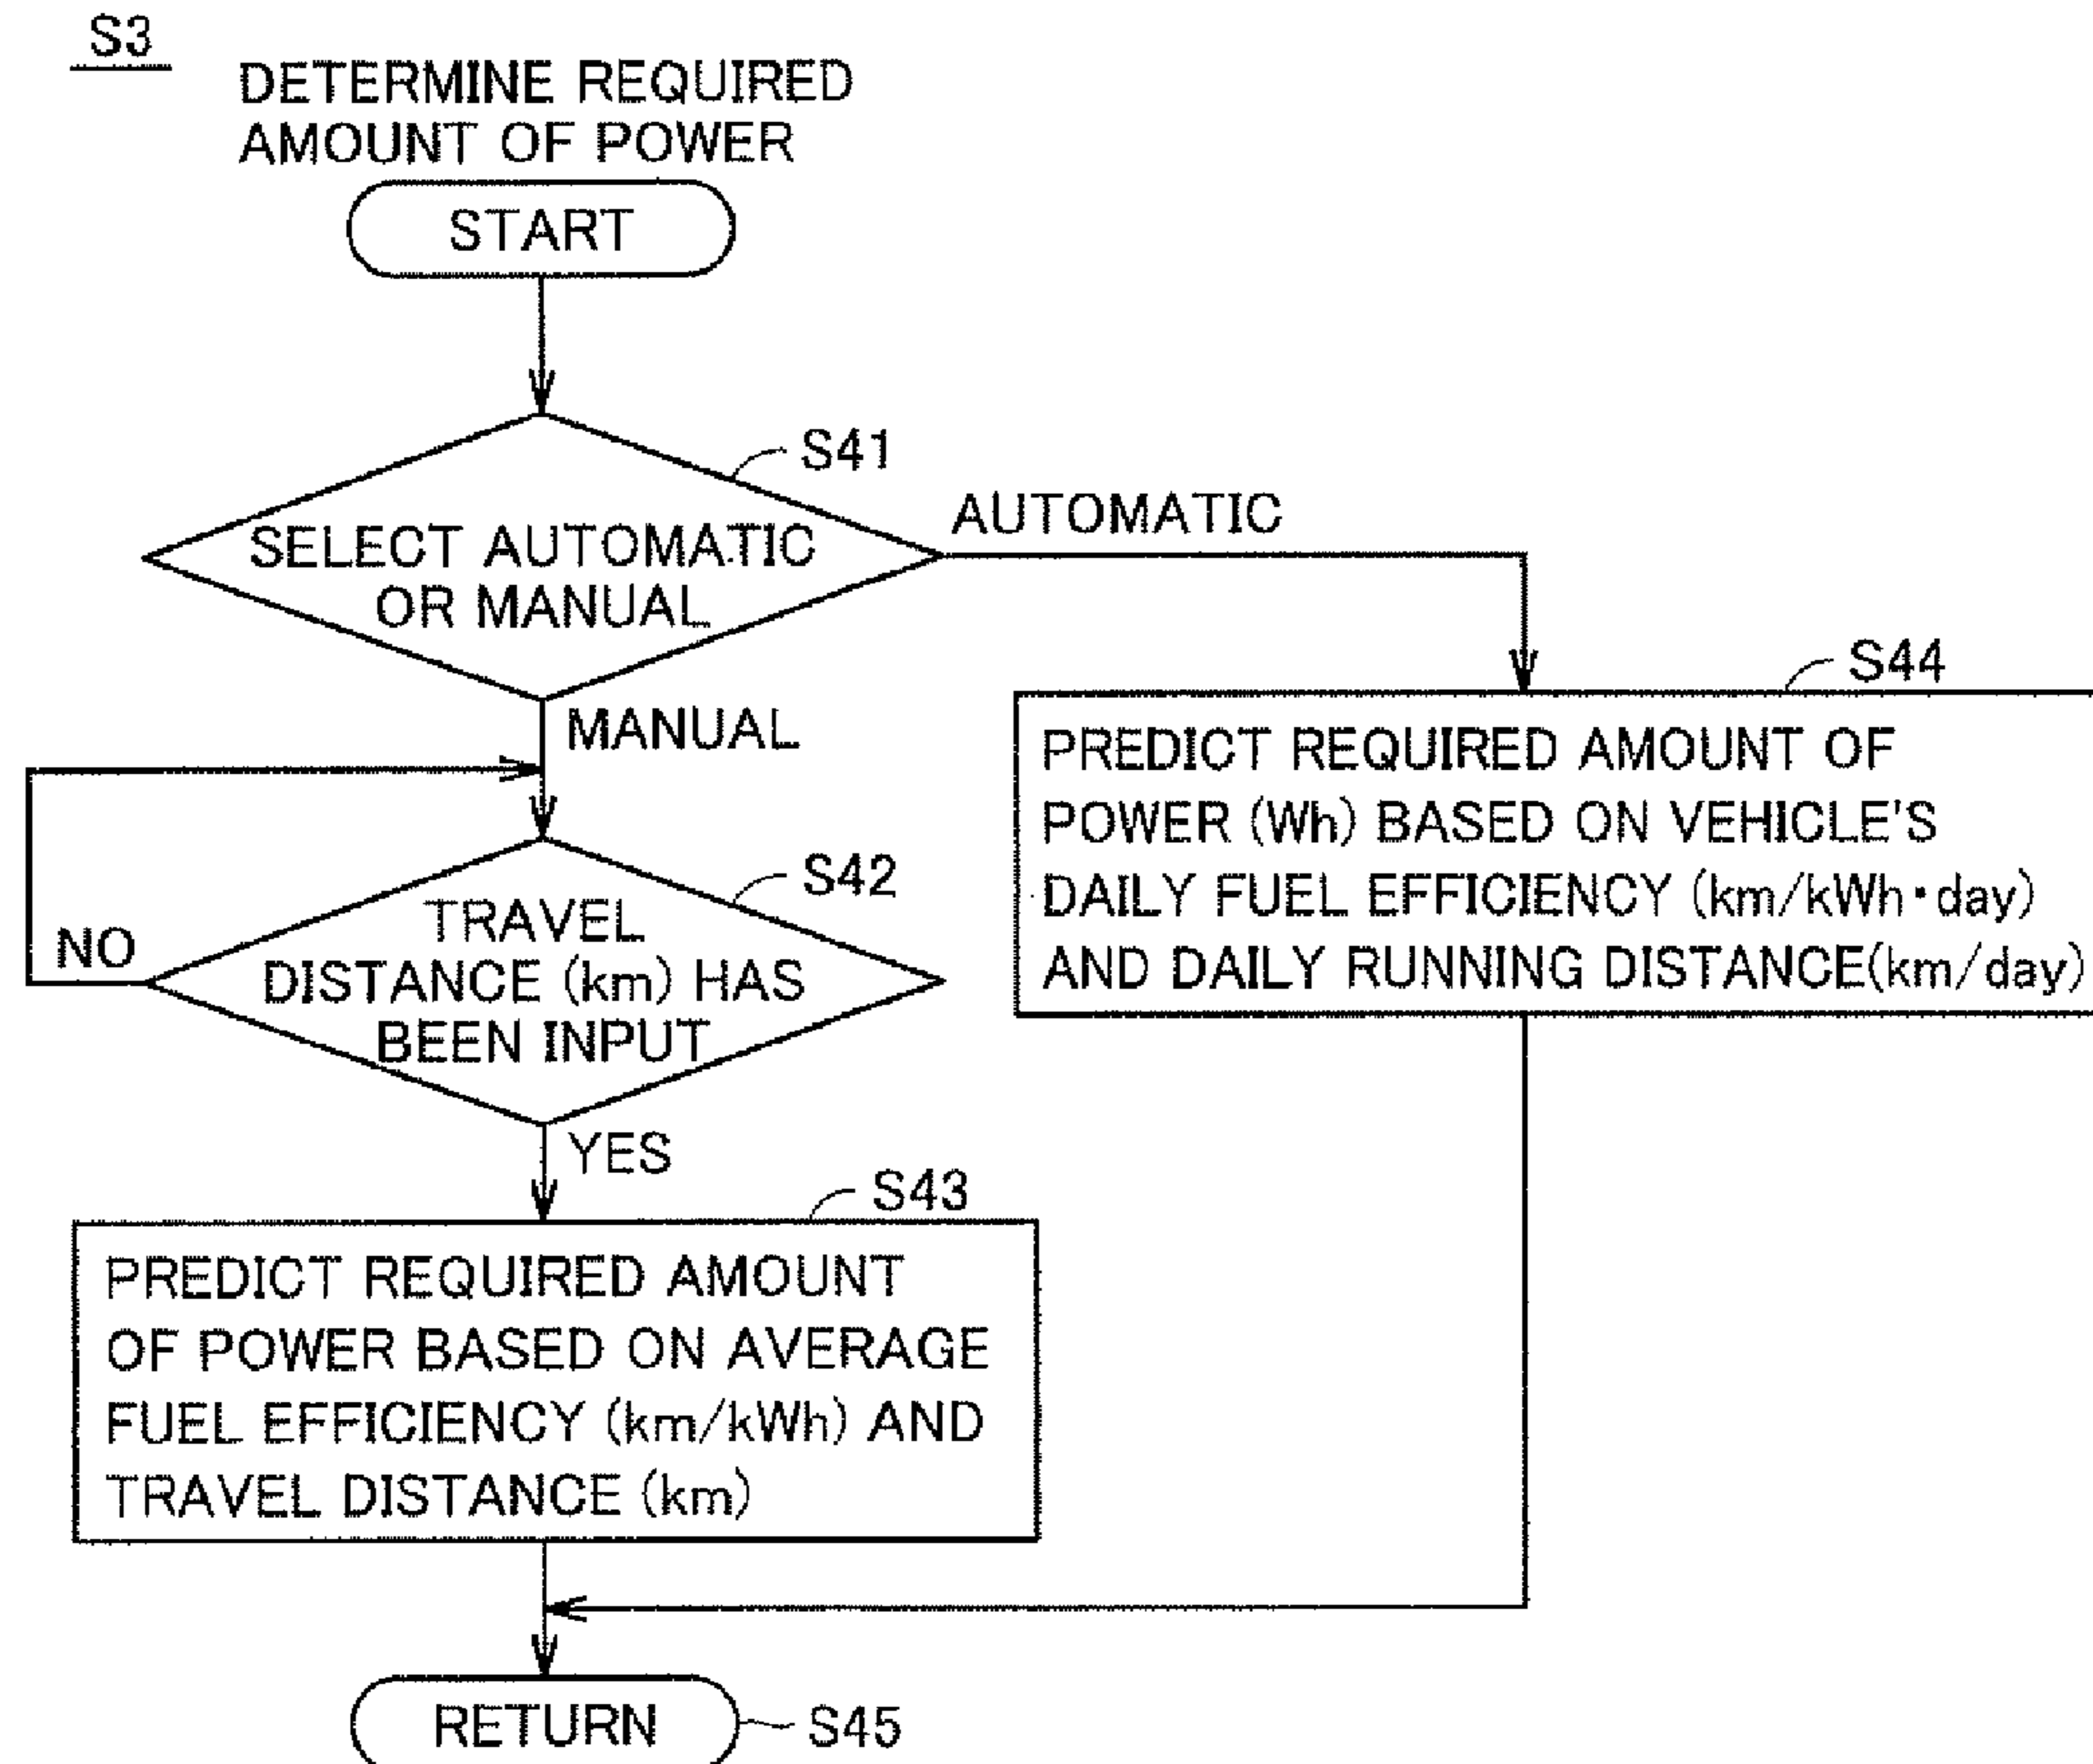 S3
DETERMINE REQUIRED
AMOUNT OF POWER
START
S41
SELECT AUTOMATIC
OR MANUAL
AUTOMATIC
MANUAL
S44
PREDICT REQUIRED AMOUNT OF
POWER (Wh) BASED ON VEHICLE'S
DAILY FUEL EFFICIENCY (km/kWh・day)
AND DAILY RUNNING DISTANCE(km/day)
S42
TRAVEL
DISTANCE (km) HAS
BEEN INPUT
NO
YES
S43
PREDICT REQUIRED AMOUNT
OF POWER BASED ON AVERAGE
FUEL EFFICIENCY (km/kWh) AND
TRAVEL DISTANCE (km)
RETURN
S45